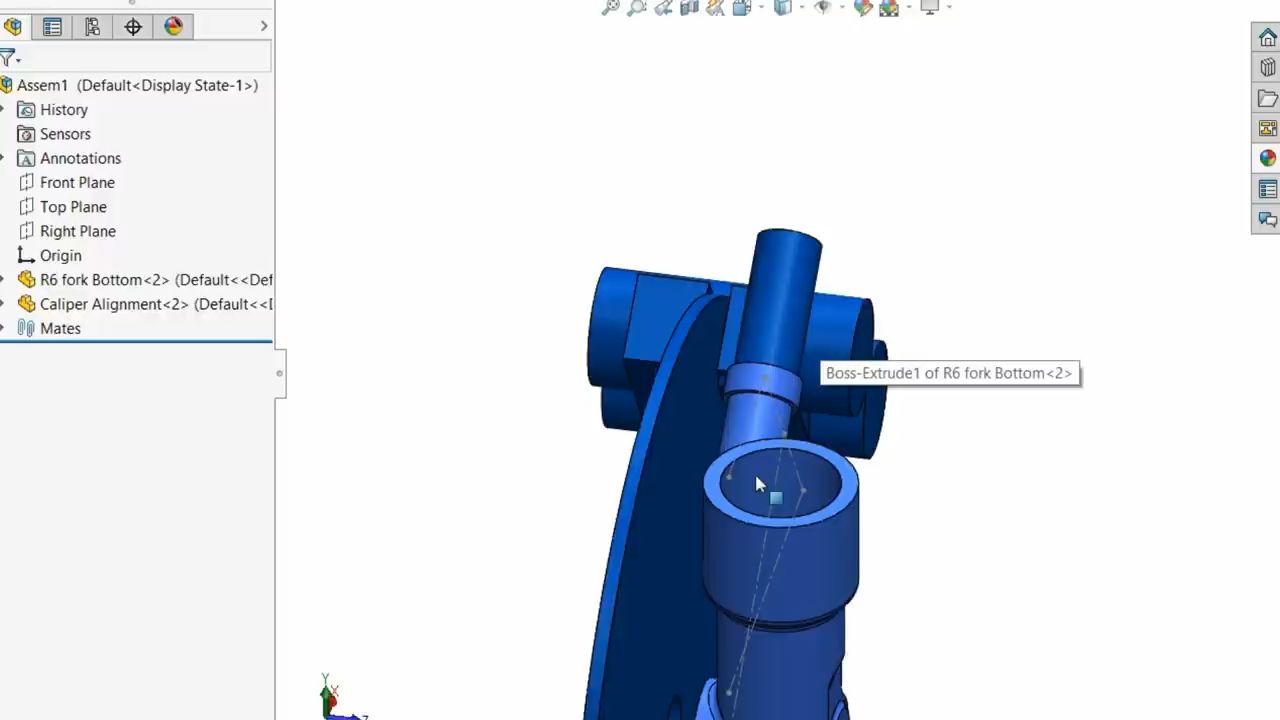 Assem1 (Default<Display State-1>)
History
Sensors
A Annotations
Front Plane
Top Plane
Right Plane
Origin
R6 fork Bottom<2> (Default<<Def
Caliper Alignment<2> (Default<<D
Mates
Boss-Extrude1 of R6 fork Bottom<2>
Y
X
Z